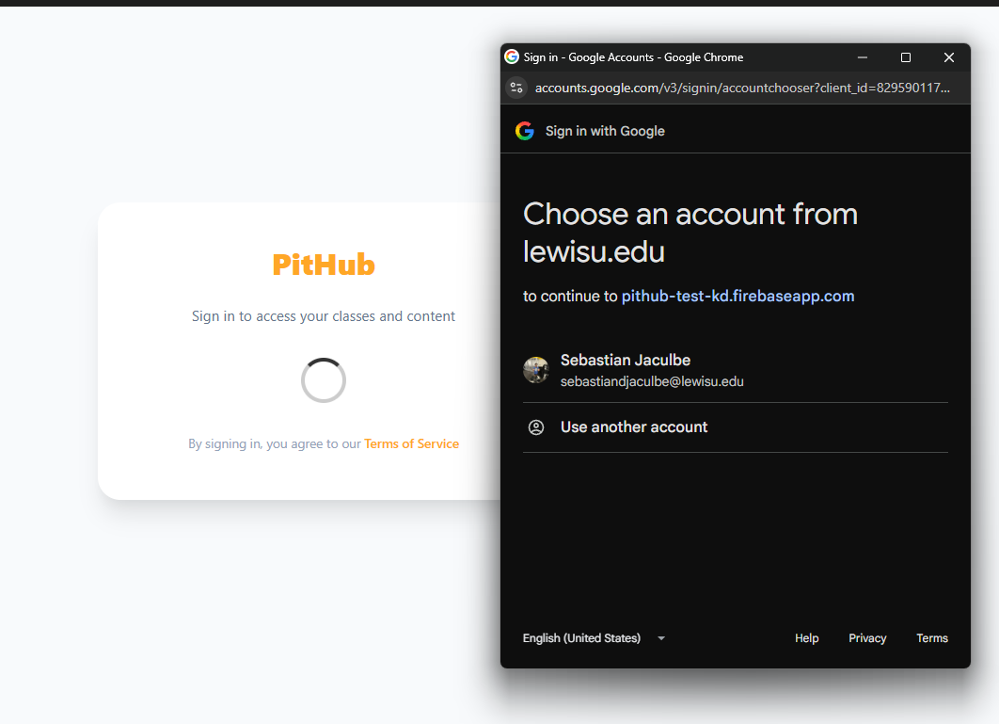 PitHub
Sign in to access your classes and content
By signing in, you agree to our Terms of Service
Sign in - Google Accounts - Google Chrome
accounts.google.com/v3/signin/accountchooser?client_id=829590117...
Sign in with Google
Choose an account from
lewisu.edu
to continue to pithub-test-kd.firebaseapp.com
Sebastian Jaculbe
sebastiandjaculbe@lewisu.edu
Use another account
English (United States)
Help Privacy Terms